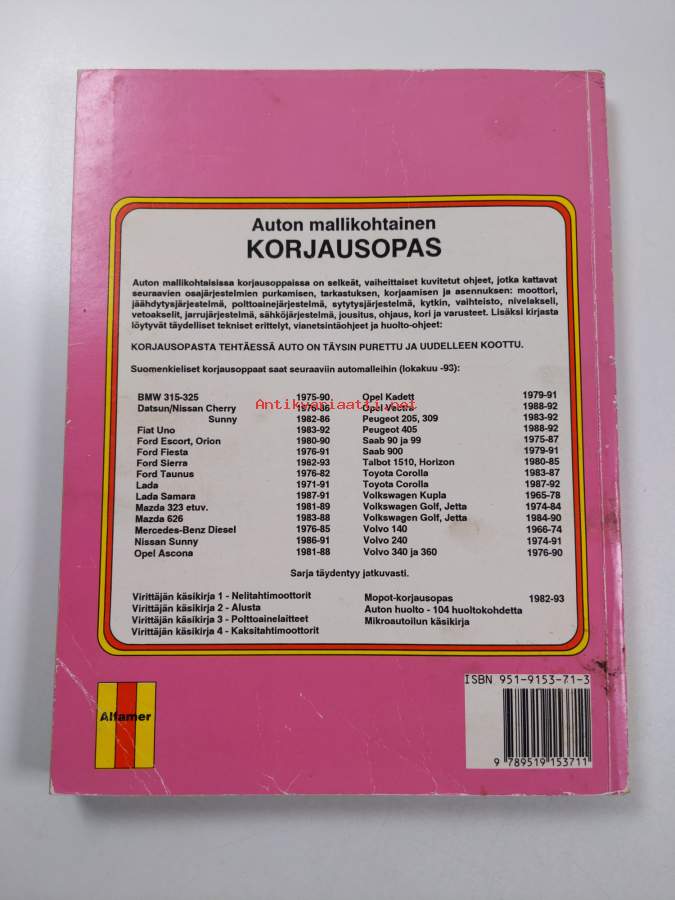 Auton mallikohtainen
KORJAUSOPAS
Auton mallikohtaisissa korjausoppaissa on selkeät, vaiheittaiset kuvitetut ohjeet, jotka kattavat
seuraavien osajärjestelmien purkamisen, tarkastuksen, korjaamisen ja asennuksen: moottori,
jäähdytysjärjestelmä, polttoainejärjestelmä, sytytysjärjestelmä, kytkin, vaihteisto, nivelakseli,
vetoakselit, jarrujärjestelmä, sähköjärjestelmä, jousitus, ohjaus, kori ja varusteet. Lisäksi kirjasta
löytyvät täydelliset tekniset erittelyt, vianetsintäohjeet ja huolto-ohjeet:
KORJAUSOPASTA TEHTÄESSÄ AUTO ON TÄYSIN PURETTU JA UUDELLEEN KOOTTU.
Suomenkieliset korjausoppaat saat seuraaviin automalleihin (lokakuu -93):
BMW 315-325 1975-90 Opel Kadett 1979-91
Datsun/Nissan Cherry 1976-86 Opel Vectra 1988-92
Antikvariaatti.net
Sunny 1982-86 Peugeot 205, 309 1983-92
Fiat Uno 1983-92 Peugeot 405 1988-92
Ford Escort, Orion 1980-90 Saab 90 ja 99 1975-87
Ford Fiesta 1976-91 Saab 900 1979-91
Ford Sierra 1982-93 Talbot 1510, Horizon 1980-85
Ford Taunus 1976-82 Toyota Corolla 1983-87
Lada 1971-91 Toyota Corolla 1987-92
Lada Samara 1987-91 Volkswagen Kupla 1965-78
Mazda 323 etuv. 1981-89 Volkswagen Golf, Jetta 1974-84
Mazda 626 1983-88 Volkswagen Golf, Jetta 1984-90
Mercedes-Benz Diesel 1976-85 Volvo 140 1966-74
Nissan Sunny 1986-91 Volvo 240 1974-91
Opel Ascona 1981-88 Volvo 340 ja 360 1976-90
Sarja täydentyy jatkuvasti.
Virittäjän käsikirja 1 - Nelitahtimoottorit Mopot-korjausopas 1982-93
Virittäjän käsikirja 2 - Alusta Auton huolto - 104 huoltokohdetta
Virittäjän käsikirja 3 - Polttoainelaitteet Mikroautoilun käsikirja
Virittäjän käsikirja 4 - Kaksitahtimoottorit
ISBN 951-9153-71-3
Alfamer
9 789519 153711